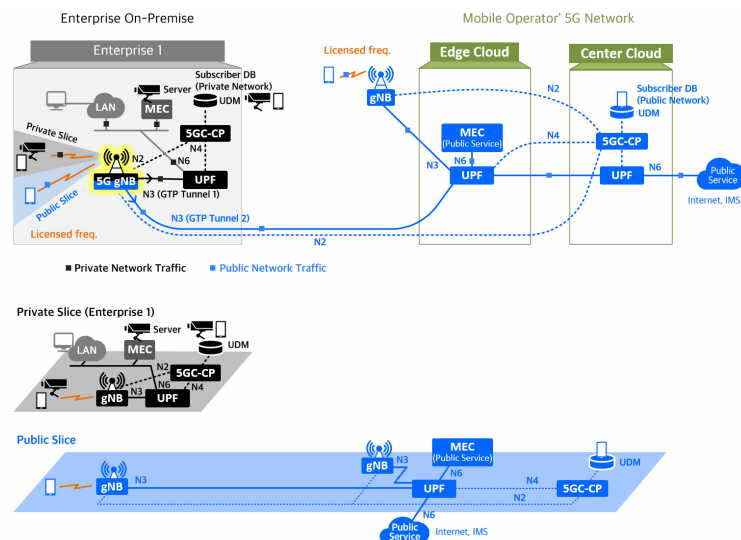 Enterprise On-Premise
Mobile Operator' 5G Network
Enterprise 1
Licensed freq.
Edge Cloud
Center Cloud
Server
Subscriber DB
(Private Network)
UDM
LAN
MEC
gNB
N2
Subscriber DB
(Public Network)
UDM
Private Slice
5GC-CP
MEC
(Public Service)
N4
5GC-CP
N2
N6
N4
N3
N6
5G gNB
UPF
UPF
UPF
N6
Public
Service
Public Slice
N3 (GTP Tunnel 1)
Internet, IMS
N3 (GTP Tunnel 2)
Licensed freq.
N2
Private Network Traffic
Public Network Traffic
Private Slice (Enterprise 1)
Server
LAN
MEC
UDM
N2
5GC-CP
N6
N4
gNB
N3
UPF
Public Slice
MEC
(Public Service)
gNB
N3
N6
UDM
gNB
N3
UPF
N4
5GC-CP
N2
N6
Public
Service
Internet, IMS